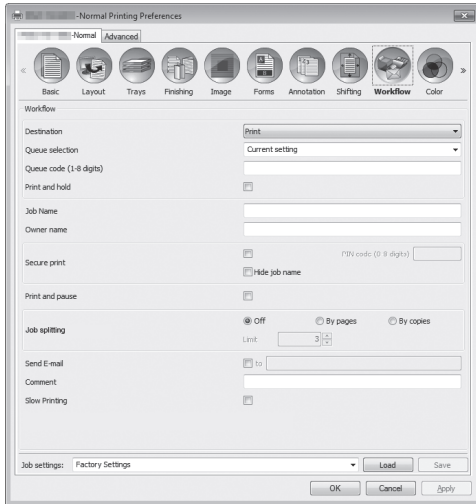 -Normal Printing Preferences
-Normal Advanced
Basic Layout Trays Finishing Image Forms Annotation Shifting Workflow Color
Workflow
Destination Print
Queue selection Current setting
Queue code (1-8 digits)
Print and hold
Job Name
Owner name
Secure print PIN code (0-8 digits)
Hide job name
Print and pause
Job splitting Off By pages By copies
Limit 3
Send E-mail to
Comment
Slow Printing
Job settings: Factory Settings Load Save
OK Cancel Apply